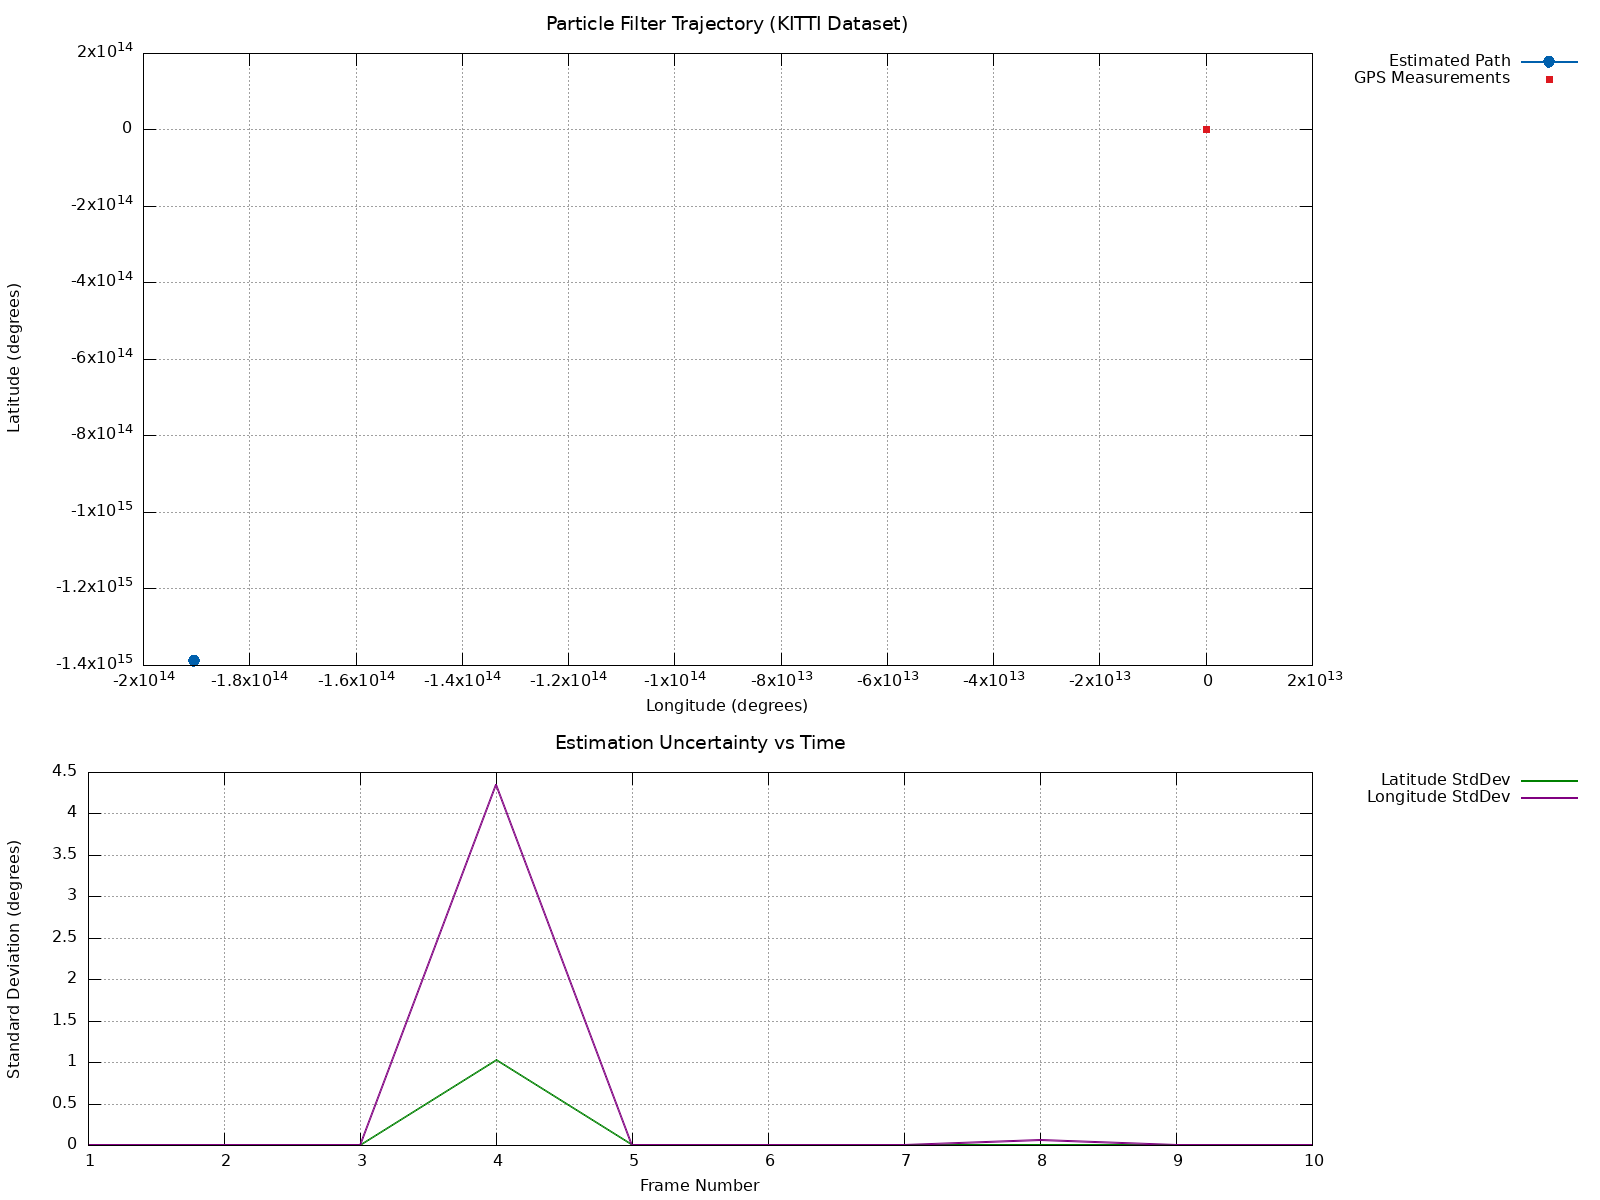 Particle Filter Trajectory (KITTI Dataset)
Estimated Path
GPS Measurements
2x10^14
0
-2x10^14
-4x10^14
-6x10^14
-8x10^14
-1x10^15
-1.2x10^15
-1.4x10^15
Latitude (degrees)
-2x10^14 -1.8x10^14 -1.6x10^14 -1.4x10^14 -1.2x10^14 -1x10^14 -8x10^13 -6x10^13 -4x10^13 -2x10^13 0 2x10^13
Longitude (degrees)
Estimation Uncertainty vs Time
Latitude StdDev
Longitude StdDev
4.5
4
3.5
3
2.5
2
1.5
1
0.5
0
Standard Deviation (degrees)
1 2 3 4 5 6 7 8 9 10
Frame Number